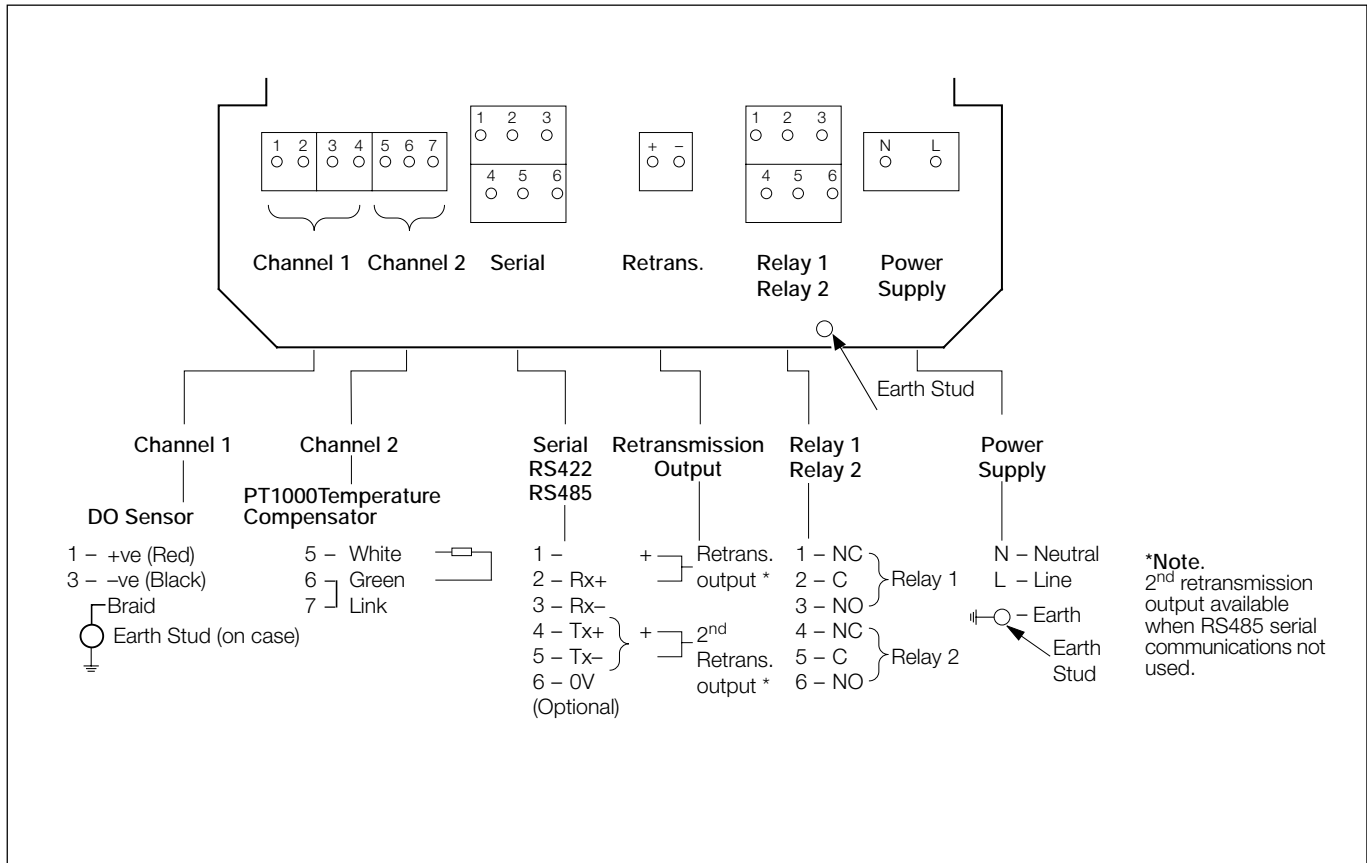 1 2 3 4 5 6 7
1 2 3
4 5 6
+ –
1 2 3
4 5 6
N L
Channel 1
Channel 2
Serial
Retrans.
Relay 1
Relay 2
Power
Supply
Earth Stud
Channel 1
DO Sensor
1 – +ve (Red)
3 – –ve (Black)
Braid
Earth Stud (on case)
Channel 2
PT1000Temperature
Compensator
5 – White
6 Green
7 Link
Serial
RS422
RS485
1 –
2 – Rx+
3 – Rx–
4 – Tx+
5 – Tx–
6 – 0V
(Optional)
Retransmission
Output
+ Retrans.
output *
+ 2nd
Retrans.
output *
Relay 1
Relay 2
1 – NC
2 – C
3 – NO
Relay 1
4 – NC
5 – C
6 – NO
Relay 2
Power
Supply
N – Neutral
L – Line
– Earth
Earth
Stud
*Note.
2nd retransmission
output available
when RS485 serial
communications not
used.